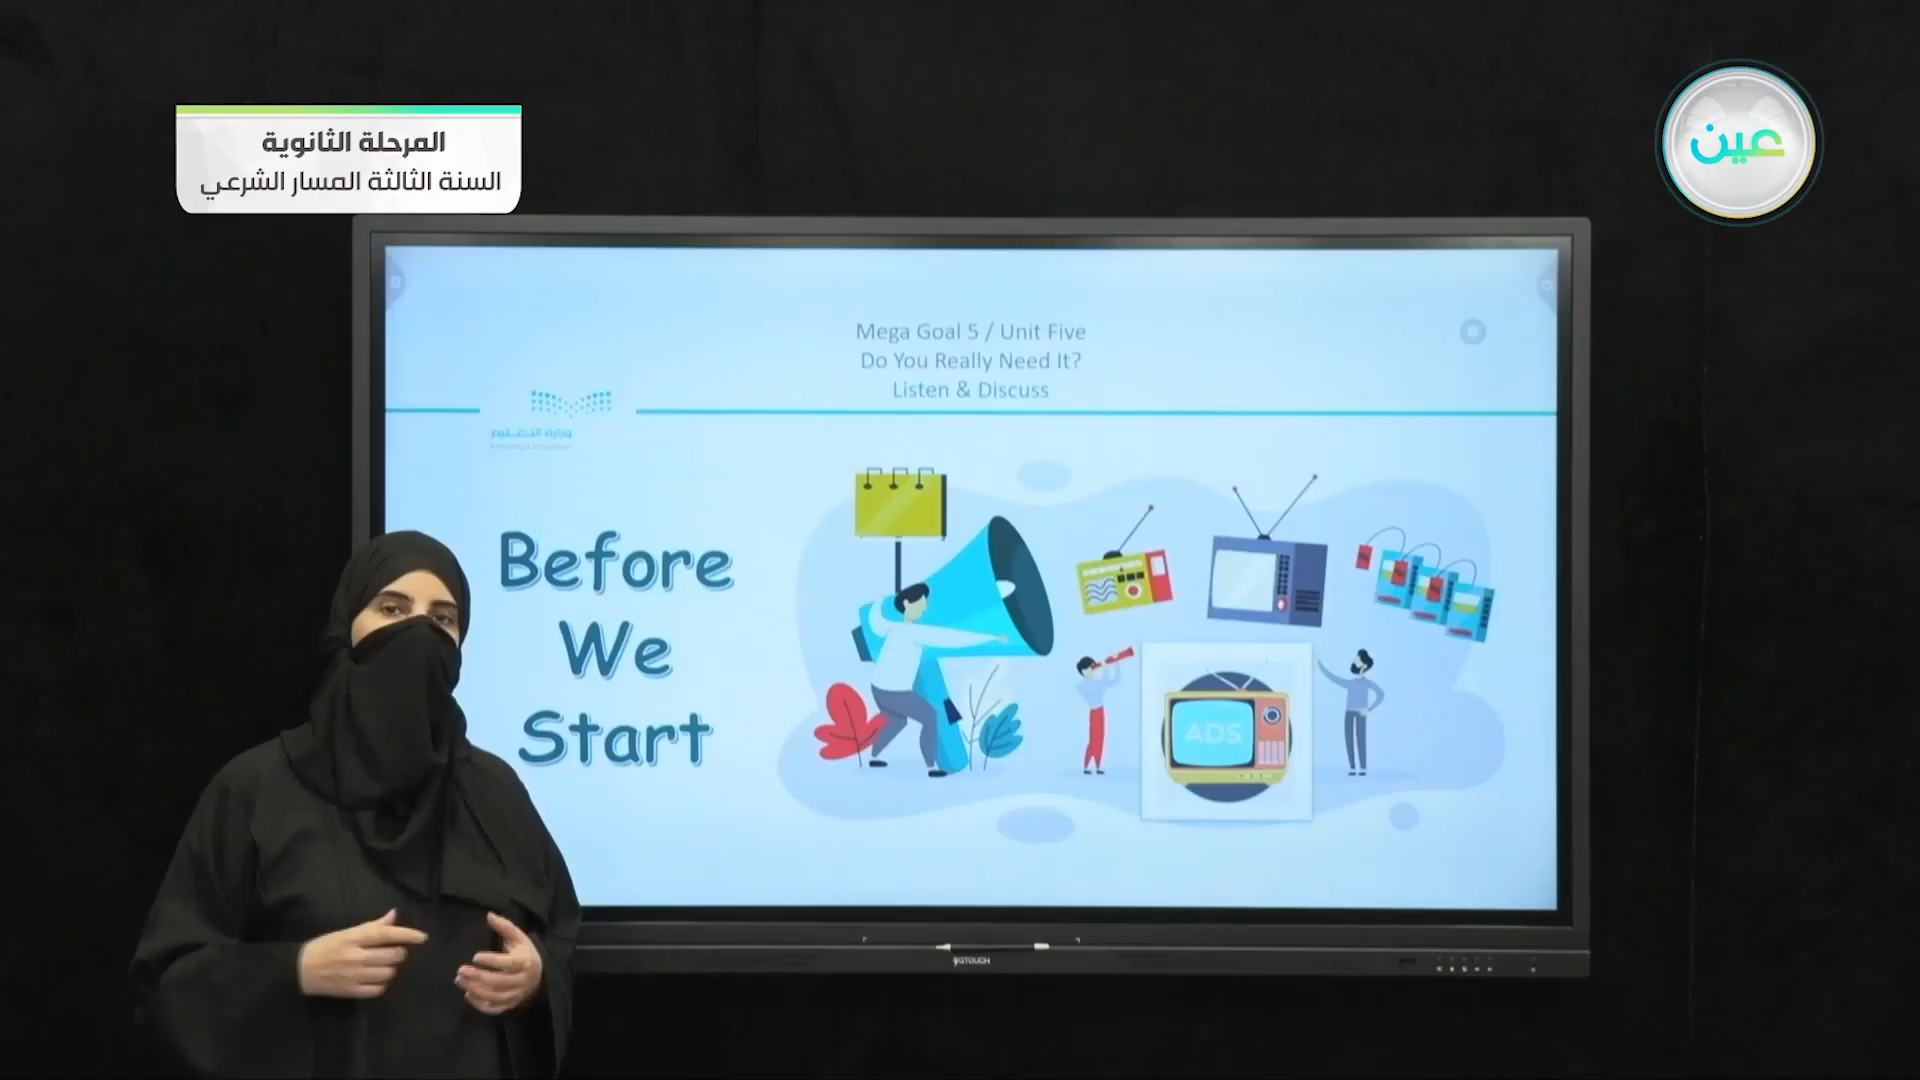 المرحلة الثانوية
السنة الثالثة المسار الشرعي
عين
Mega Goal 5 / Unit Five
Do You Really Need It?
Listen & Discuss
وزارة التعليم
Before
We
Start
ADS